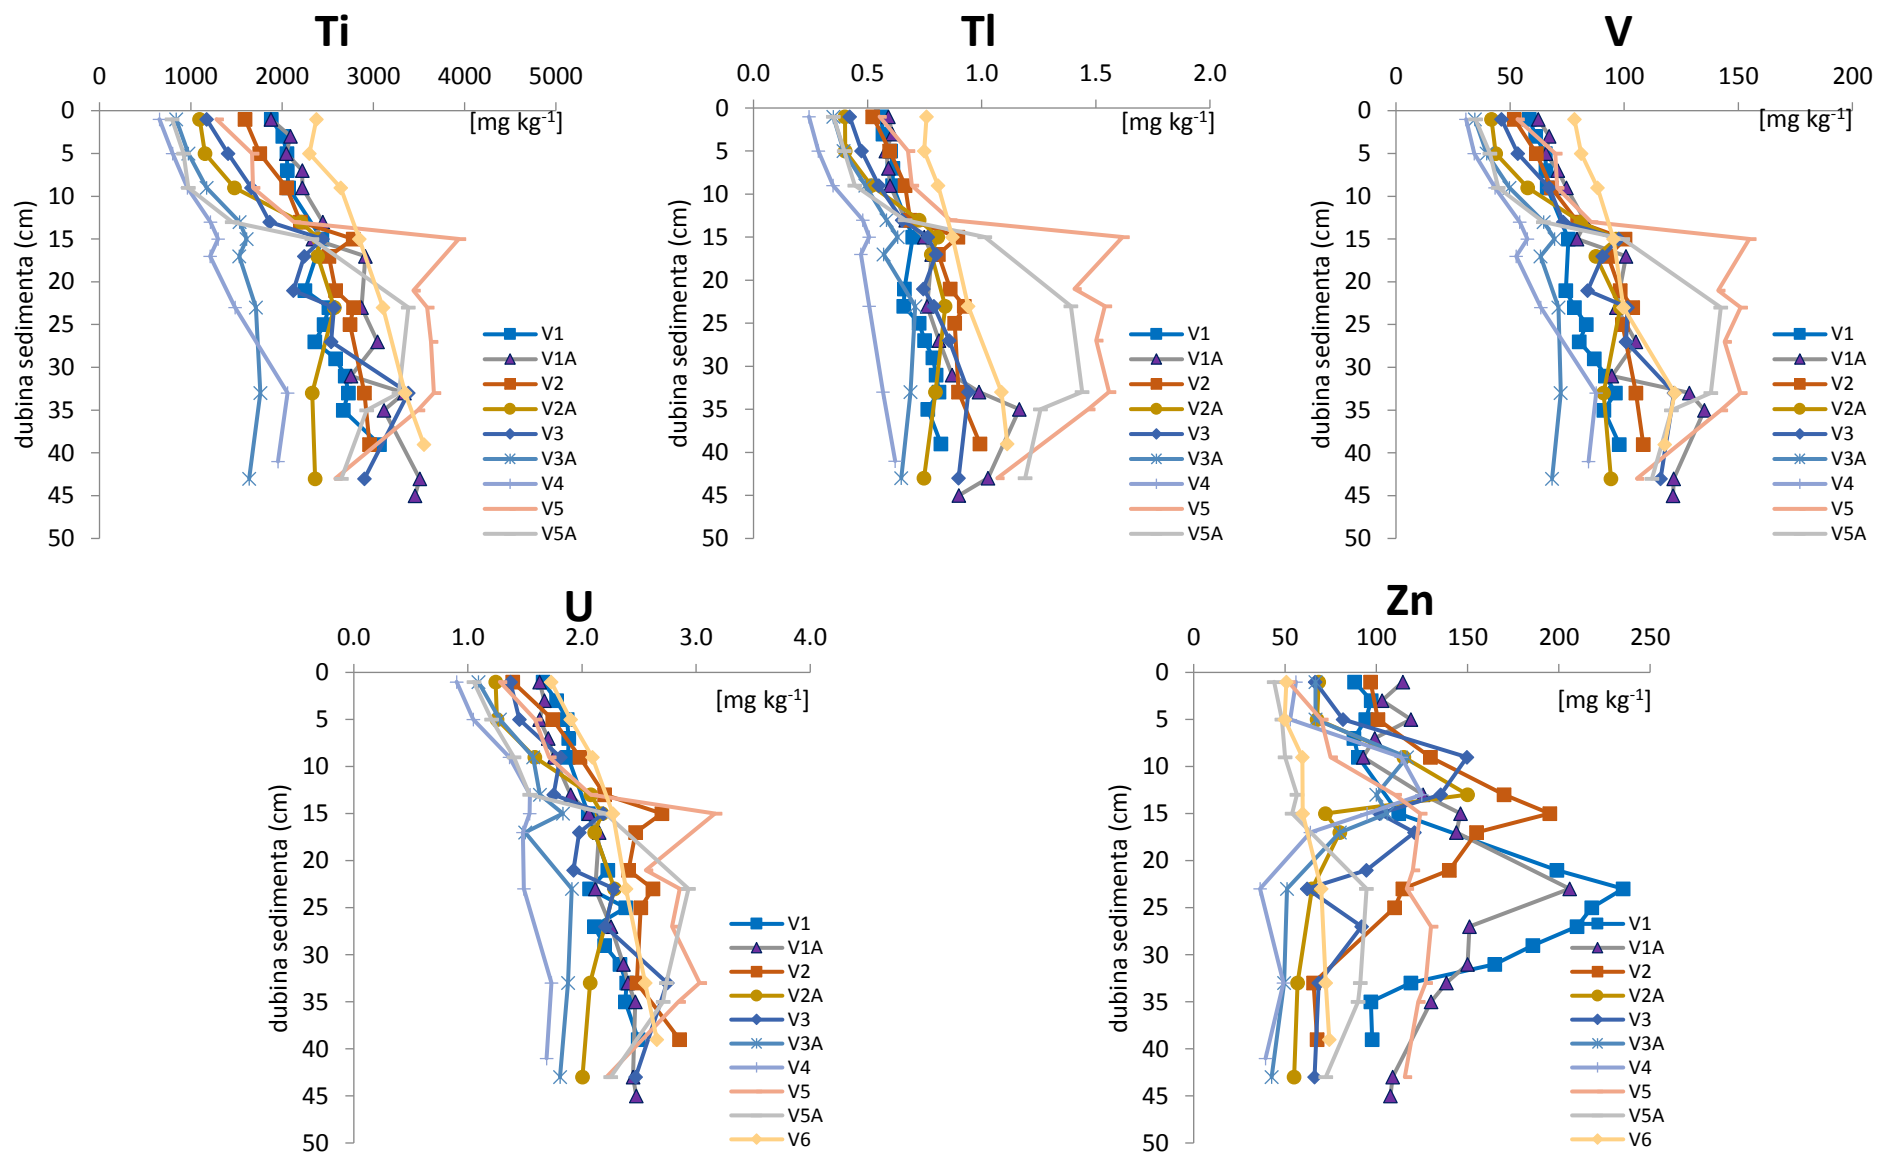 Ti
0 1000 2000 3000 4000 5000
[mg kg⁻¹]
dubina sedimenta (cm)
0
5
10
15
20
25
30
35
40
45
50
V1
V1A
V2
V2A
V3
V3A
V4
V5
V5A
Tl
0.0 0.5 1.0 1.5 2.0
[mg kg⁻¹]
dubina sedimenta (cm)
0
5
10
15
20
25
30
35
40
45
50
V1
V1A
V2
V2A
V3
V3A
V4
V5
V5A
V
0 50 100 150 200
[mg kg⁻¹]
dubina sedimenta (cm)
0
5
10
15
20
25
30
35
40
45
50
V1
V1A
V2
V2A
V3
V3A
V4
V5
V5A
U
0.0 1.0 2.0 3.0 4.0
[mg kg⁻¹]
dubina sedimenta (cm)
0
5
10
15
20
25
30
35
40
45
50
V1
V1A
V2
V2A
V3
V3A
V4
V5
V5A
V6
Zn
0 50 100 150 200 250
[mg kg⁻¹]
dubina sedimenta (cm)
0
5
10
15
20
25
30
35
40
45
50
V1
V1A
V2
V2A
V3
V3A
V4
V5
V5A
V6